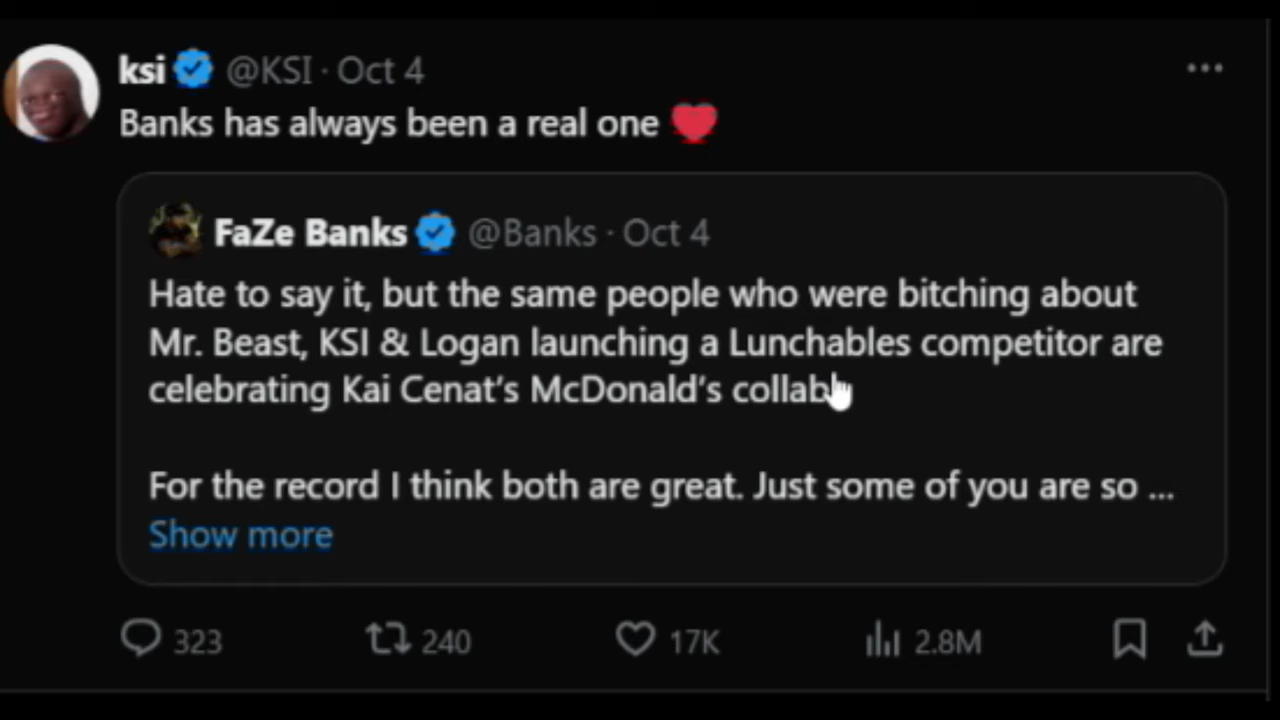 ksi @KSI · Oct 4
Banks has always been a real one ❤️
FaZe Banks @Banks · Oct 4
Hate to say it, but the same people who were bitching about
Mr. Beast, KSI & Logan launching a Lunchables competitor are
celebrating Kai Cenat’s McDonald’s collab
For the record I think both are great. Just some of you are so ...
Show more
323 240 17K 2.8M